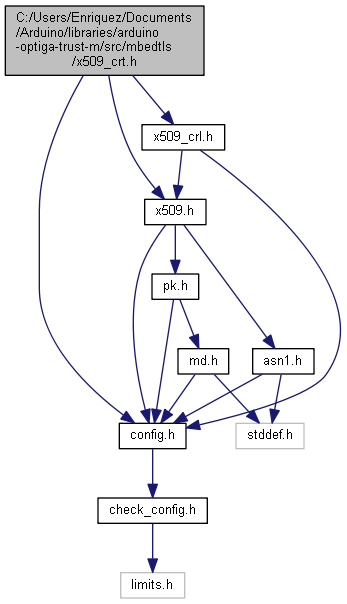 C:/Users/Enriquez/Documents
/Arduino/libraries/arduino
-optiga-trust-m/src/mbedtls
/x509_crt.h
x509_crl.h
x509.h
pk.h
md.h
asn1.h
config.h
stddef.h
check_config.h
limits.h